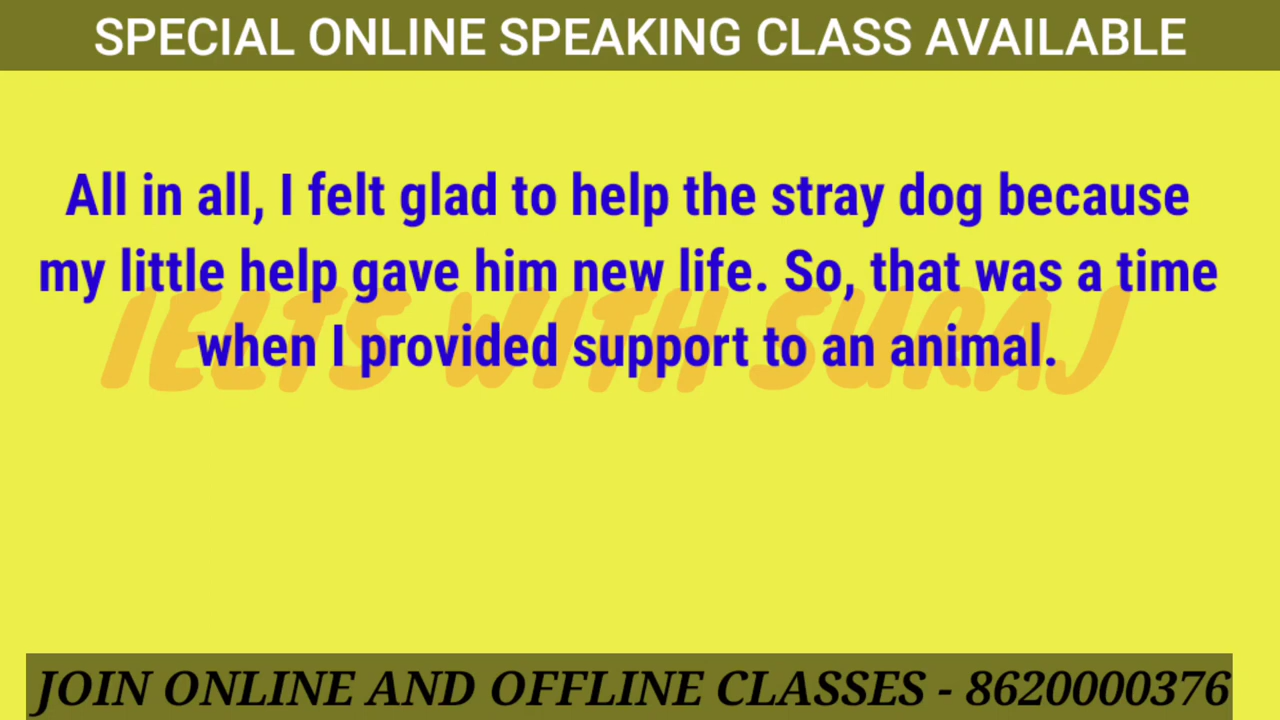 SPECIAL ONLINE SPEAKING CLASS AVAILABLE
All in all, I felt glad to help the stray dog because
my little help gave him new life. So, that was a time
IELTS WITH SURAJ
when I provided support to an animal.
JOIN ONLINE AND OFFLINE CLASSES - 8620000376